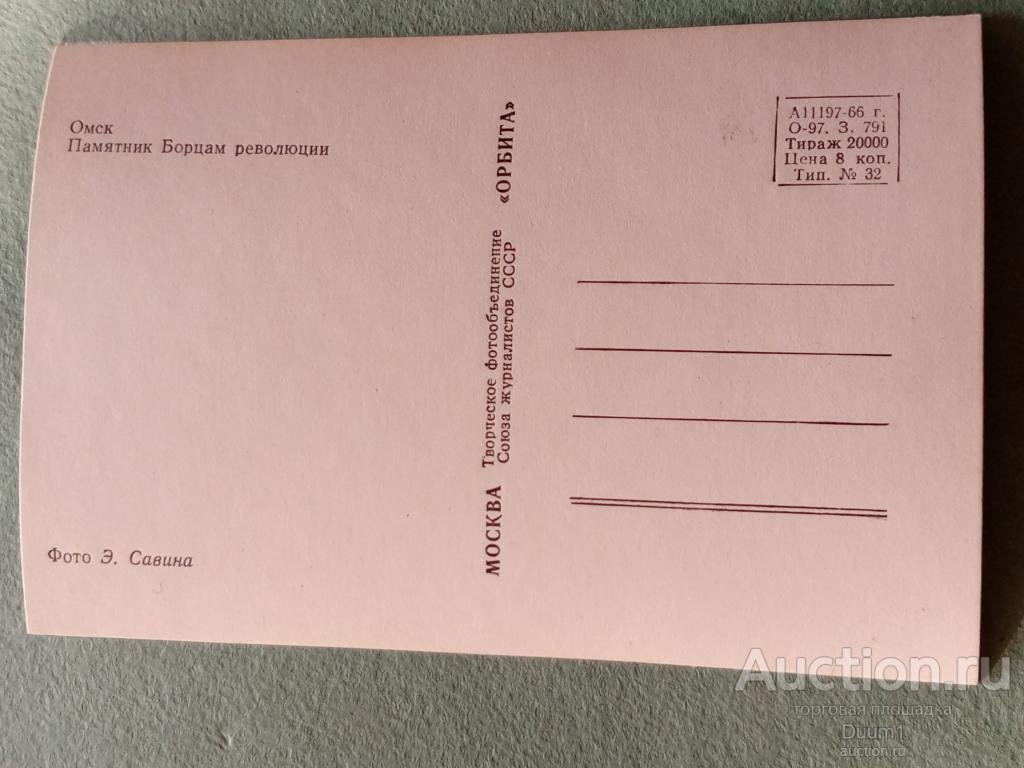 Омск
Памятник Борцам революции
Фото Э. Савина
МОСКВА Творческое фотообъединение «ОРБИТА»
Союза журналистов СССР
А11197-66 г.
О-97. З. 791
Тираж 20000
Цена 8 коп.
Тип. № 32
Auction.ru
торговая площадка
Duum1
auction.ru